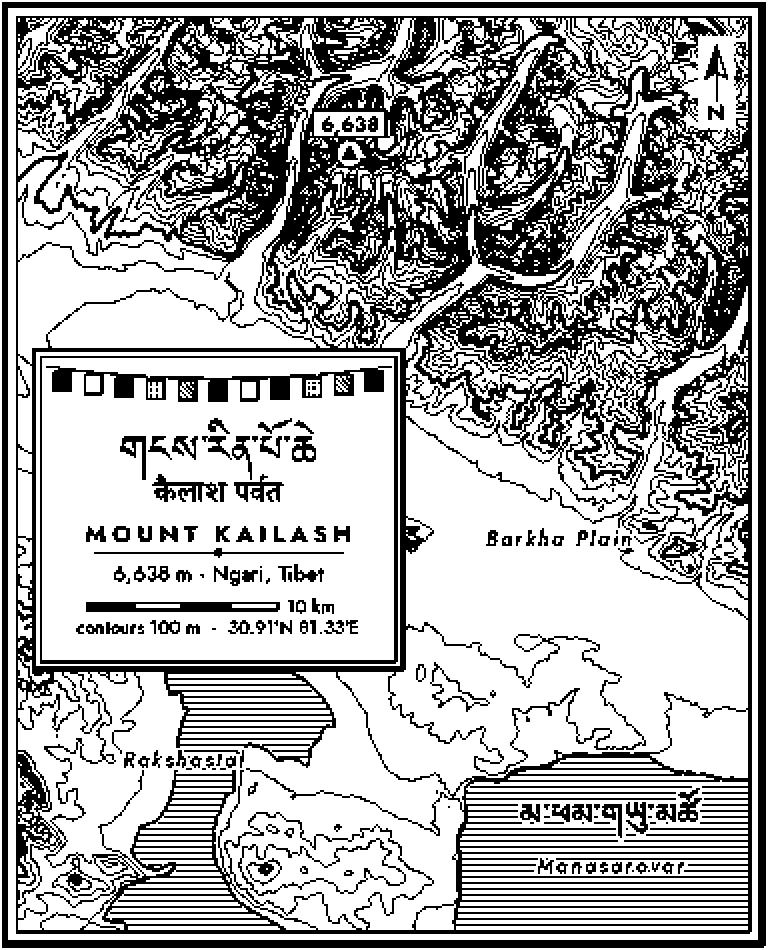 6,638
N
གངས་རིན་པོ་ཆེ
कैलाश पर्वत
MOUNT KAILASH
6,638 m - Ngari, Tibet
10 km
contours 100 m - 30.91°N 81.33°E
Barkha Plain
Rakshastal
མ་ཕམ་གཡུ་མཚོ
Manasarovar